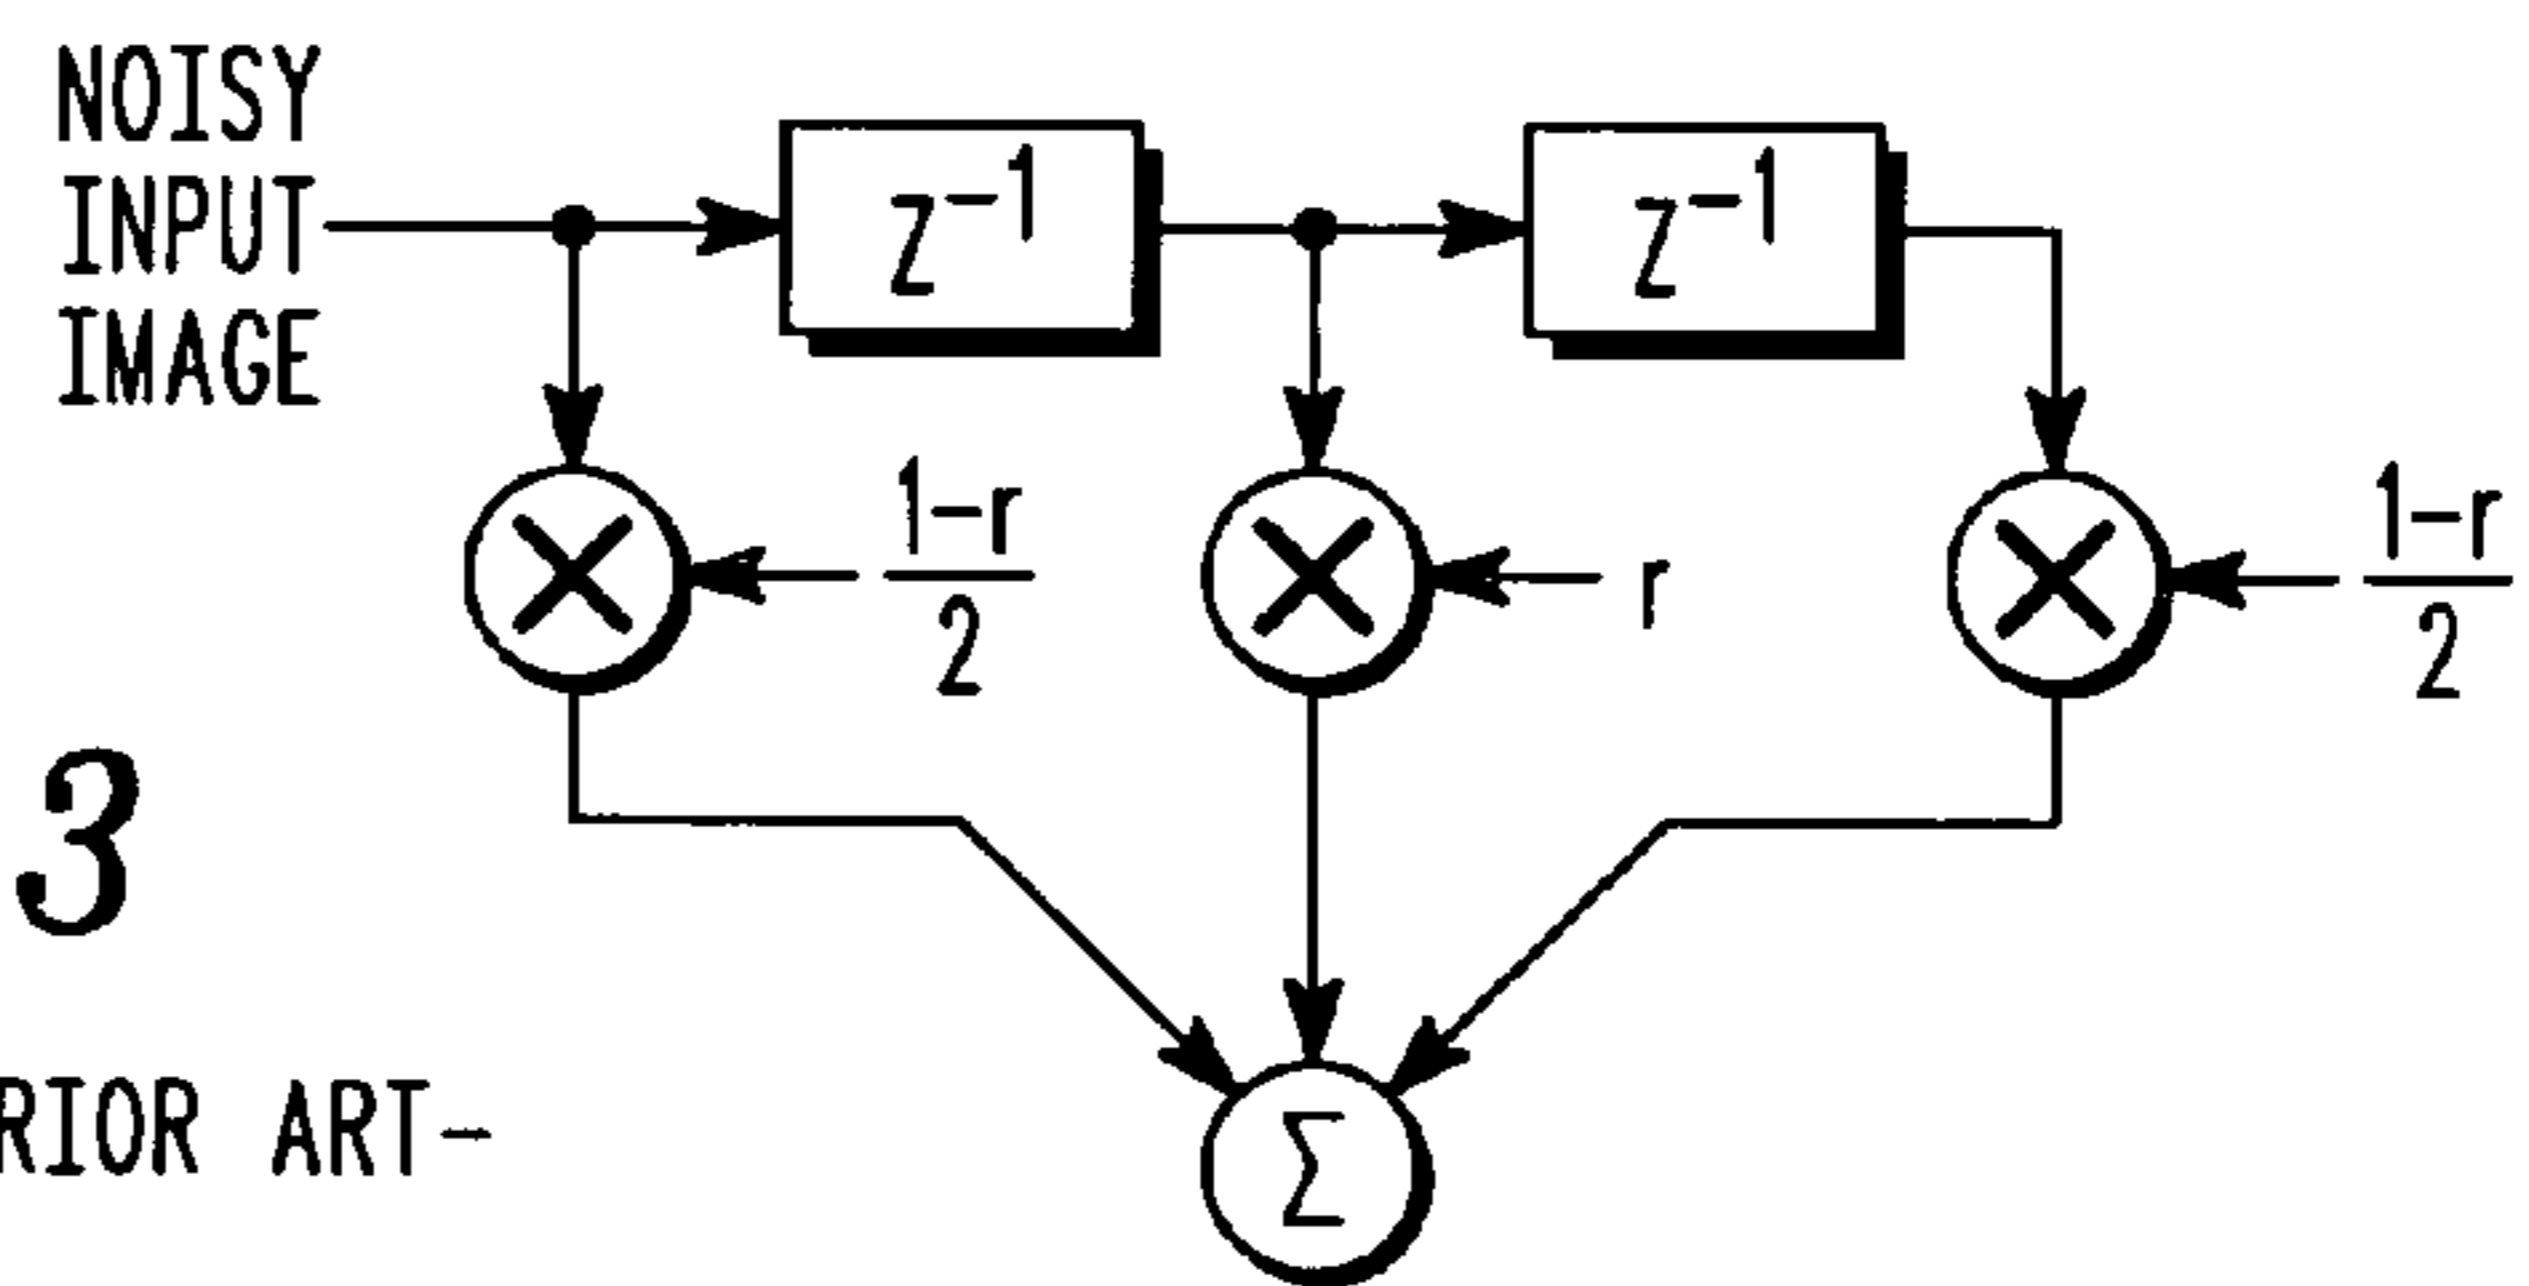 NOISY
INPUT
IMAGE
z⁻¹
z⁻¹
1-r
2
r
1-r
2
3
RIOR ART-
Σ